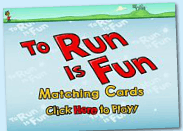 To Run
is Fun
Matching Cards
Click Here to Play!